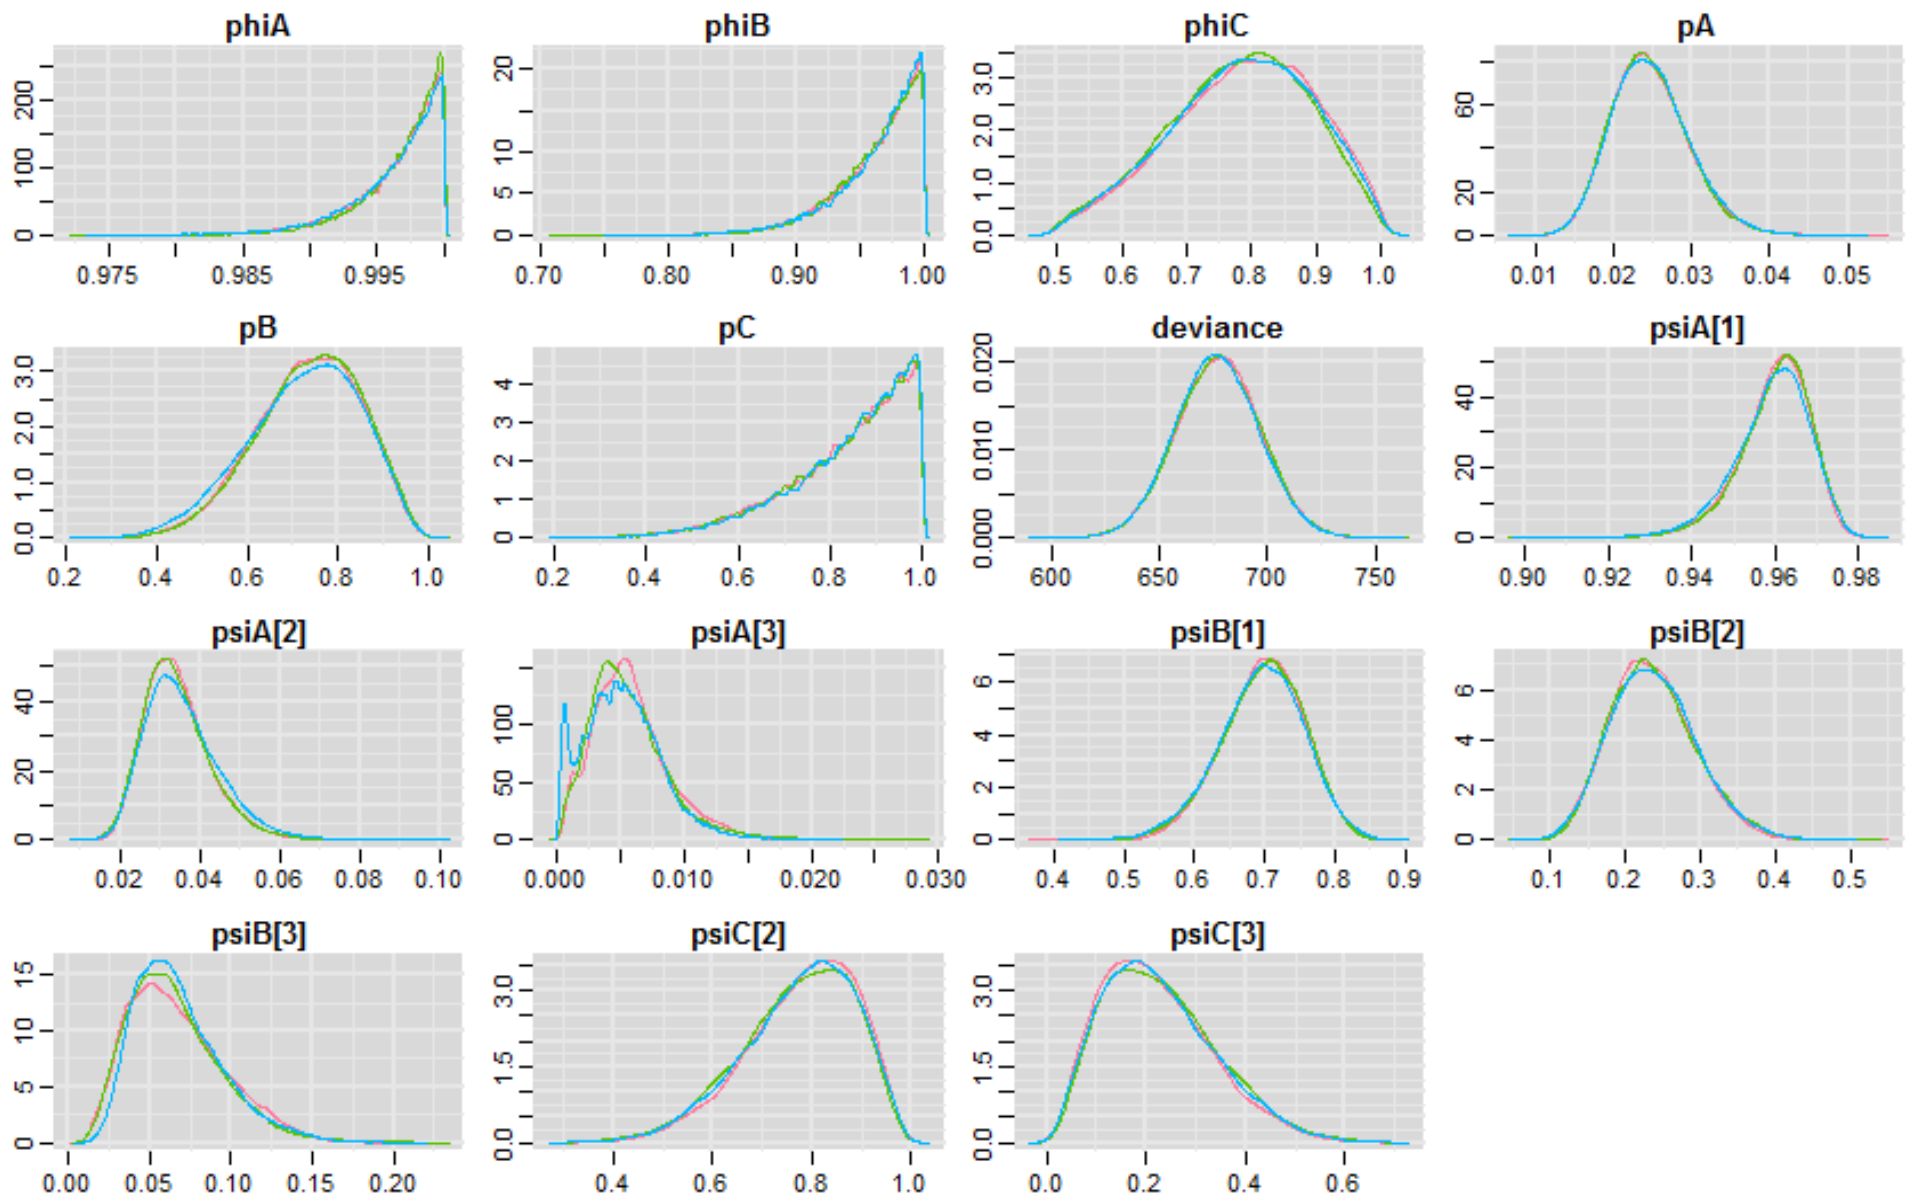 phiA phiB phiC pA
0 100 200 0 5 10 20 0.0 1.0 2.0 3.0 0 20 60
0.975 0.985 0.995 0.70 0.80 0.90 1.00 0.5 0.6 0.7 0.8 0.9 1.0 0.01 0.02 0.03 0.04 0.05
pB pC deviance psiA[1]
0.0 1.0 2.0 3.0 0 1 2 3 4 0.000 0.010 0.020 0 20 40
0.2 0.4 0.6 0.8 1.0 0.2 0.4 0.6 0.8 1.0 600 650 700 750 0.90 0.92 0.94 0.96 0.98
psiA[2] psiA[3] psiB[1] psiB[2]
0 20 40 0 50 100 0 2 4 6 0 2 4 6
0.02 0.04 0.06 0.08 0.10 0.000 0.010 0.020 0.030 0.4 0.5 0.6 0.7 0.8 0.9 0.1 0.2 0.3 0.4 0.5
psiB[3] psiC[2] psiC[3]
0 5 10 15 0.0 1.5 3.0 0.0 1.5 3.0
0.00 0.05 0.10 0.15 0.20 0.4 0.6 0.8 1.0 0.0 0.2 0.4 0.6